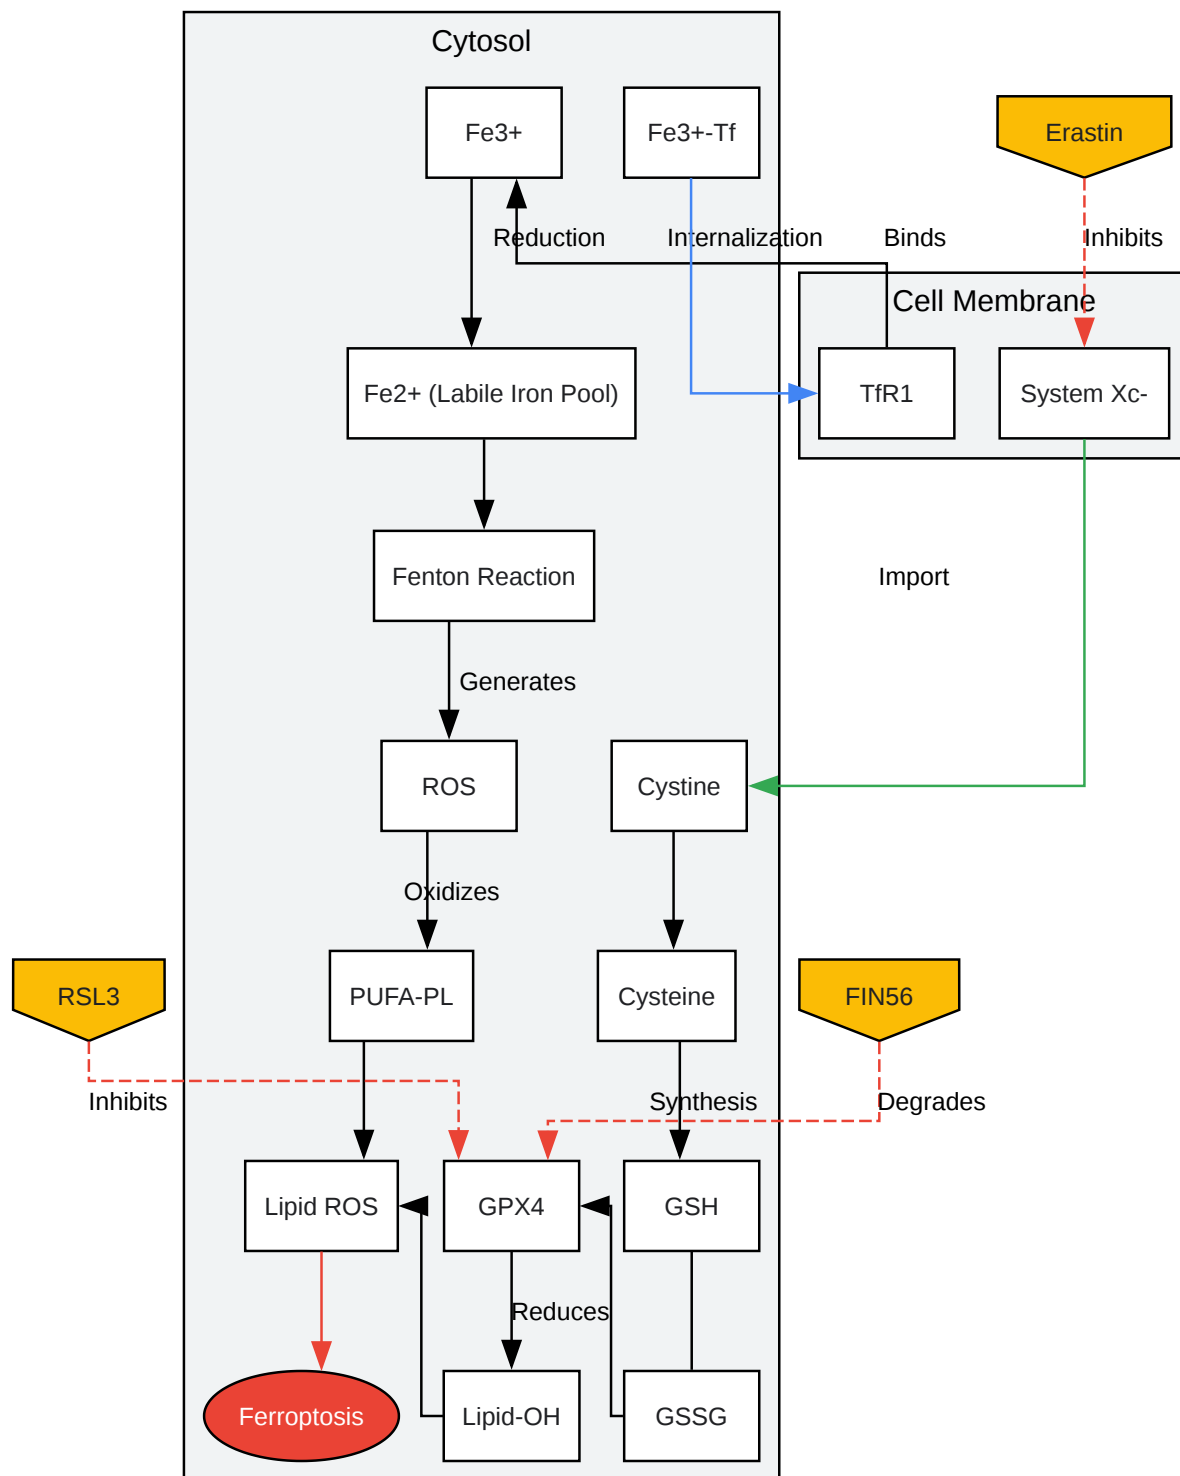 Cytosol
Fe3+
Fe3+-Tf
Erastin
Reduction
Internalization
Binds
Inhibits
Cell Membrane
Fe2+ (Labile Iron Pool)
TfR1
System Xc-
Fenton Reaction
Import
Generates
ROS
Cystine
Oxidizes
RSL3
PUFA-PL
Cysteine
FIN56
Inhibits
Synthesis
Degrades
Lipid ROS
GPX4
GSH
Reduces
Ferroptosis
Lipid-OH
GSSG